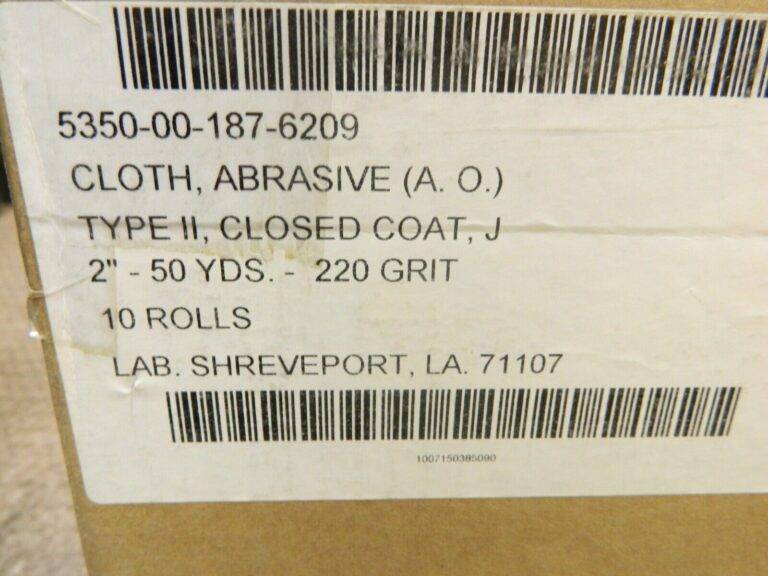 5350-00-187-6209
CLOTH, ABRASIVE (A. O.)
TYPE II, CLOSED COAT, J
2" - 50 YDS. - 220 GRIT
10 ROLLS
LAB. SHREVEPORT, LA. 71107
1007150385090